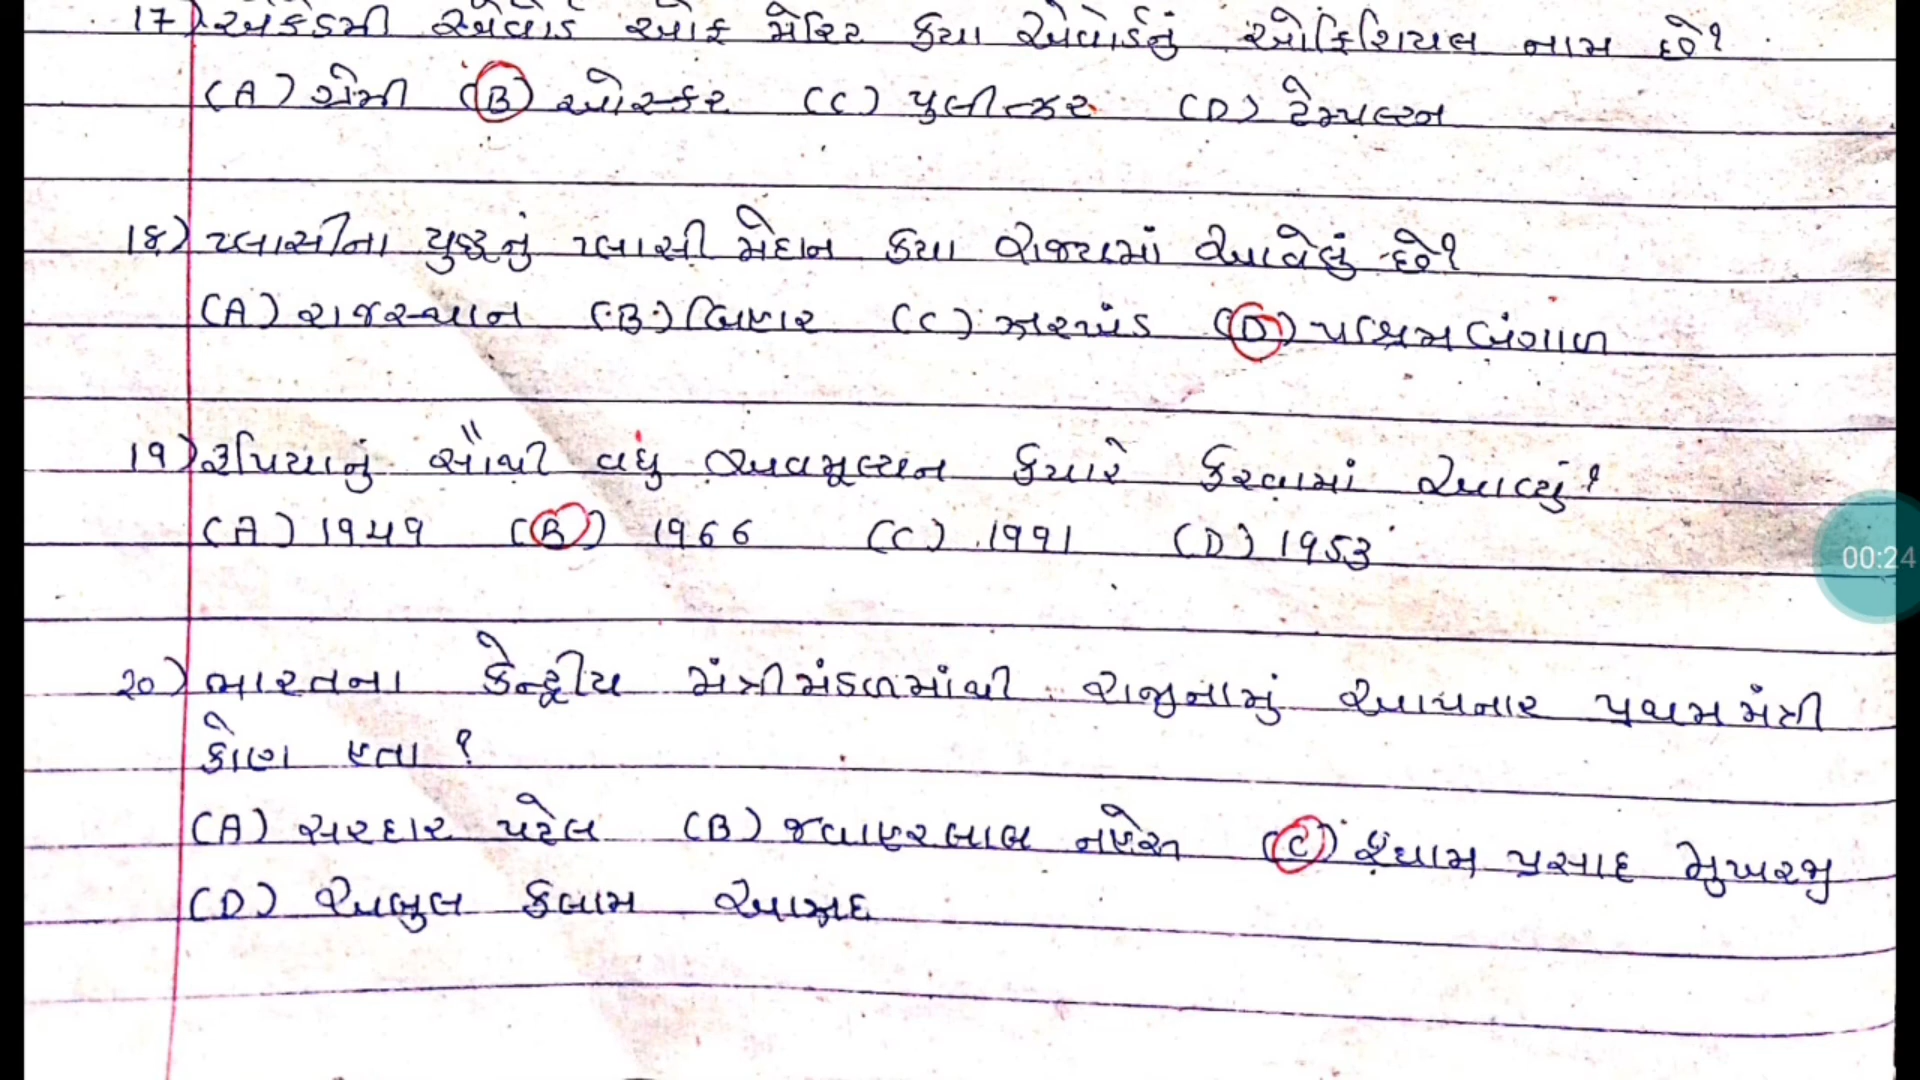 17) એકેડમી એવોર્ડ ઓફ મેરિટ કયા એવોર્ડનું ઓફિશિયલ નામ છે?
(A) ગ્રેમી (B) ઓસ્કર (C) પુલીત્ઝર (D) ટેમ્પલ્ટન
18) પ્લાસીના યુદ્ધનું પ્લાસી મેદાન કયા રાજ્યમાં આવેલું છે?
(A) રાજસ્થાન (B) બિહાર (C) ઝારખંડ (D) પશ્ચિમ બંગાળ
19) રૂપિયાનું સૌથી વધુ અવમૂલ્યન ક્યારે કરવામાં આવ્યું?
(A) 1949 (B) 1966 (C) 1991 (D) 1953
20) ભારતના કેન્દ્રીય મંત્રીમંડળમાંથી રાજીનામું આપનાર પ્રથમ મંત્રી
કોણ હતા ?
(A) સરદાર પટેલ (B) જવાહરલાલ નહેરુ (C) શ્યામ પ્રસાદ મુખરજી
(D) અબુલ કલામ આઝાદ
00:24